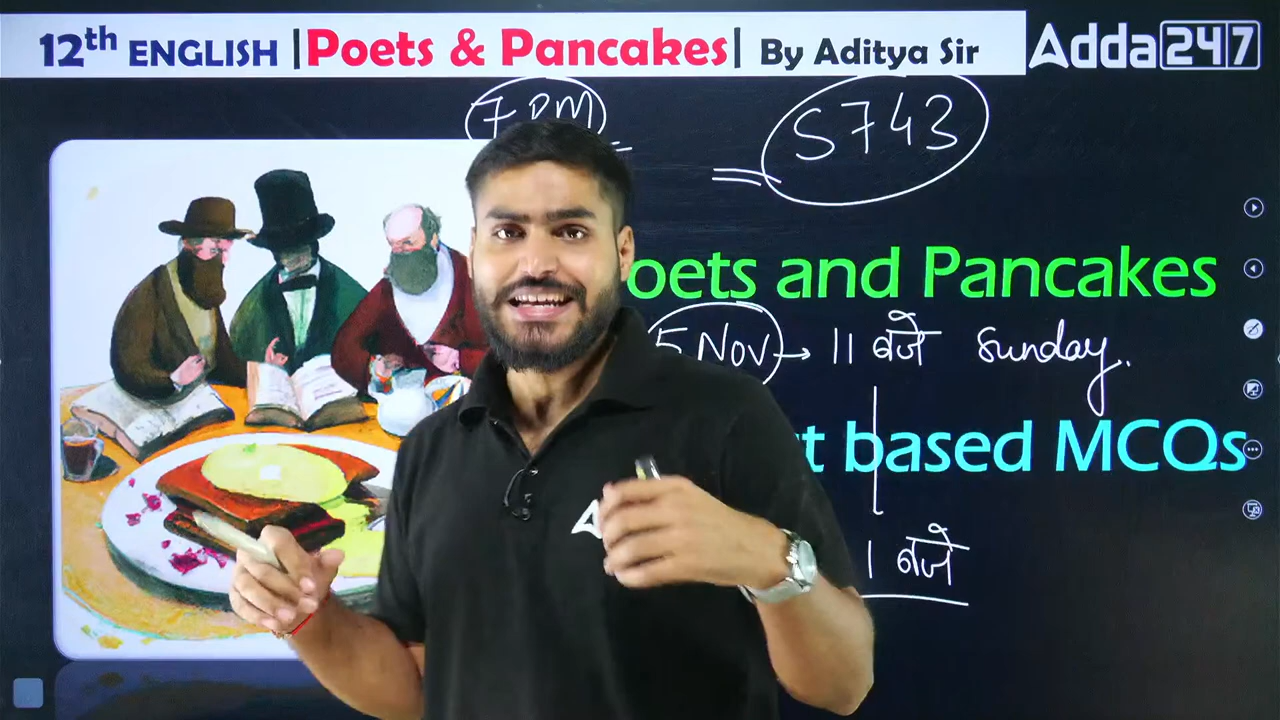 12th ENGLISH |Poets & Pancakes| By Aditya Sir
Adda247
7 PM
5743
oets and Pancakes
5 Nov → 11 बजे Sunday.
t based MCQs
1 बजे
A